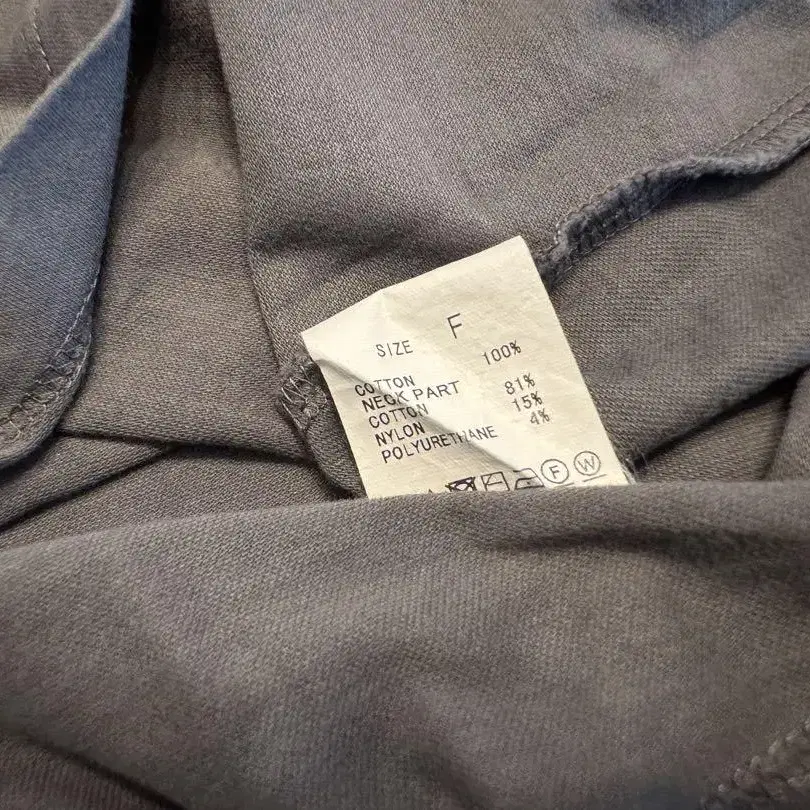 SIZE F
COTTON 100%
NECK PART
COTTON 81%
NYLON 15%
POLYURETHANE 4%
F W